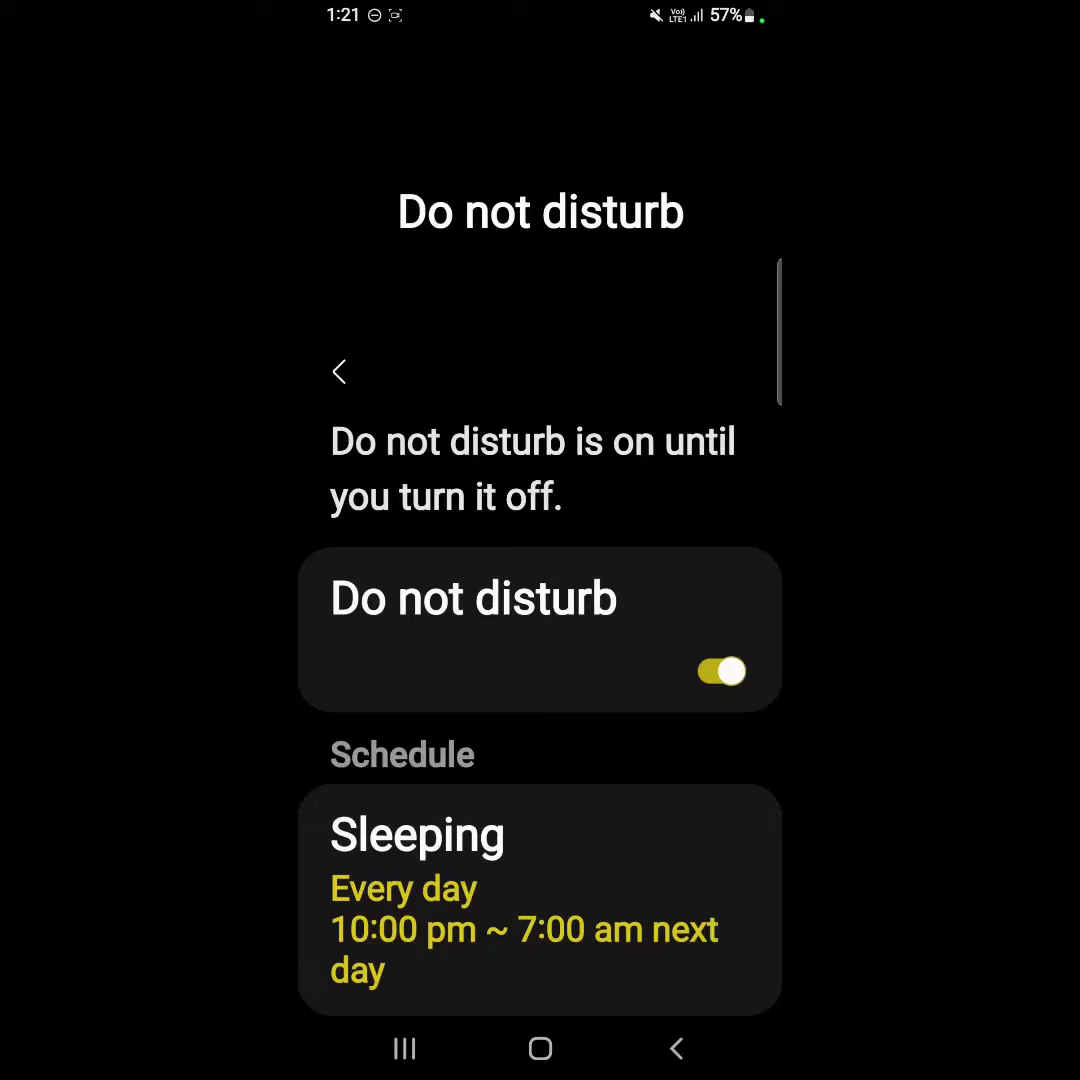 1:21 57%
Do not disturb
Do not disturb is on until
you turn it off.
Do not disturb
Schedule
Sleeping
Every day
10:00 pm ~ 7:00 am next
day